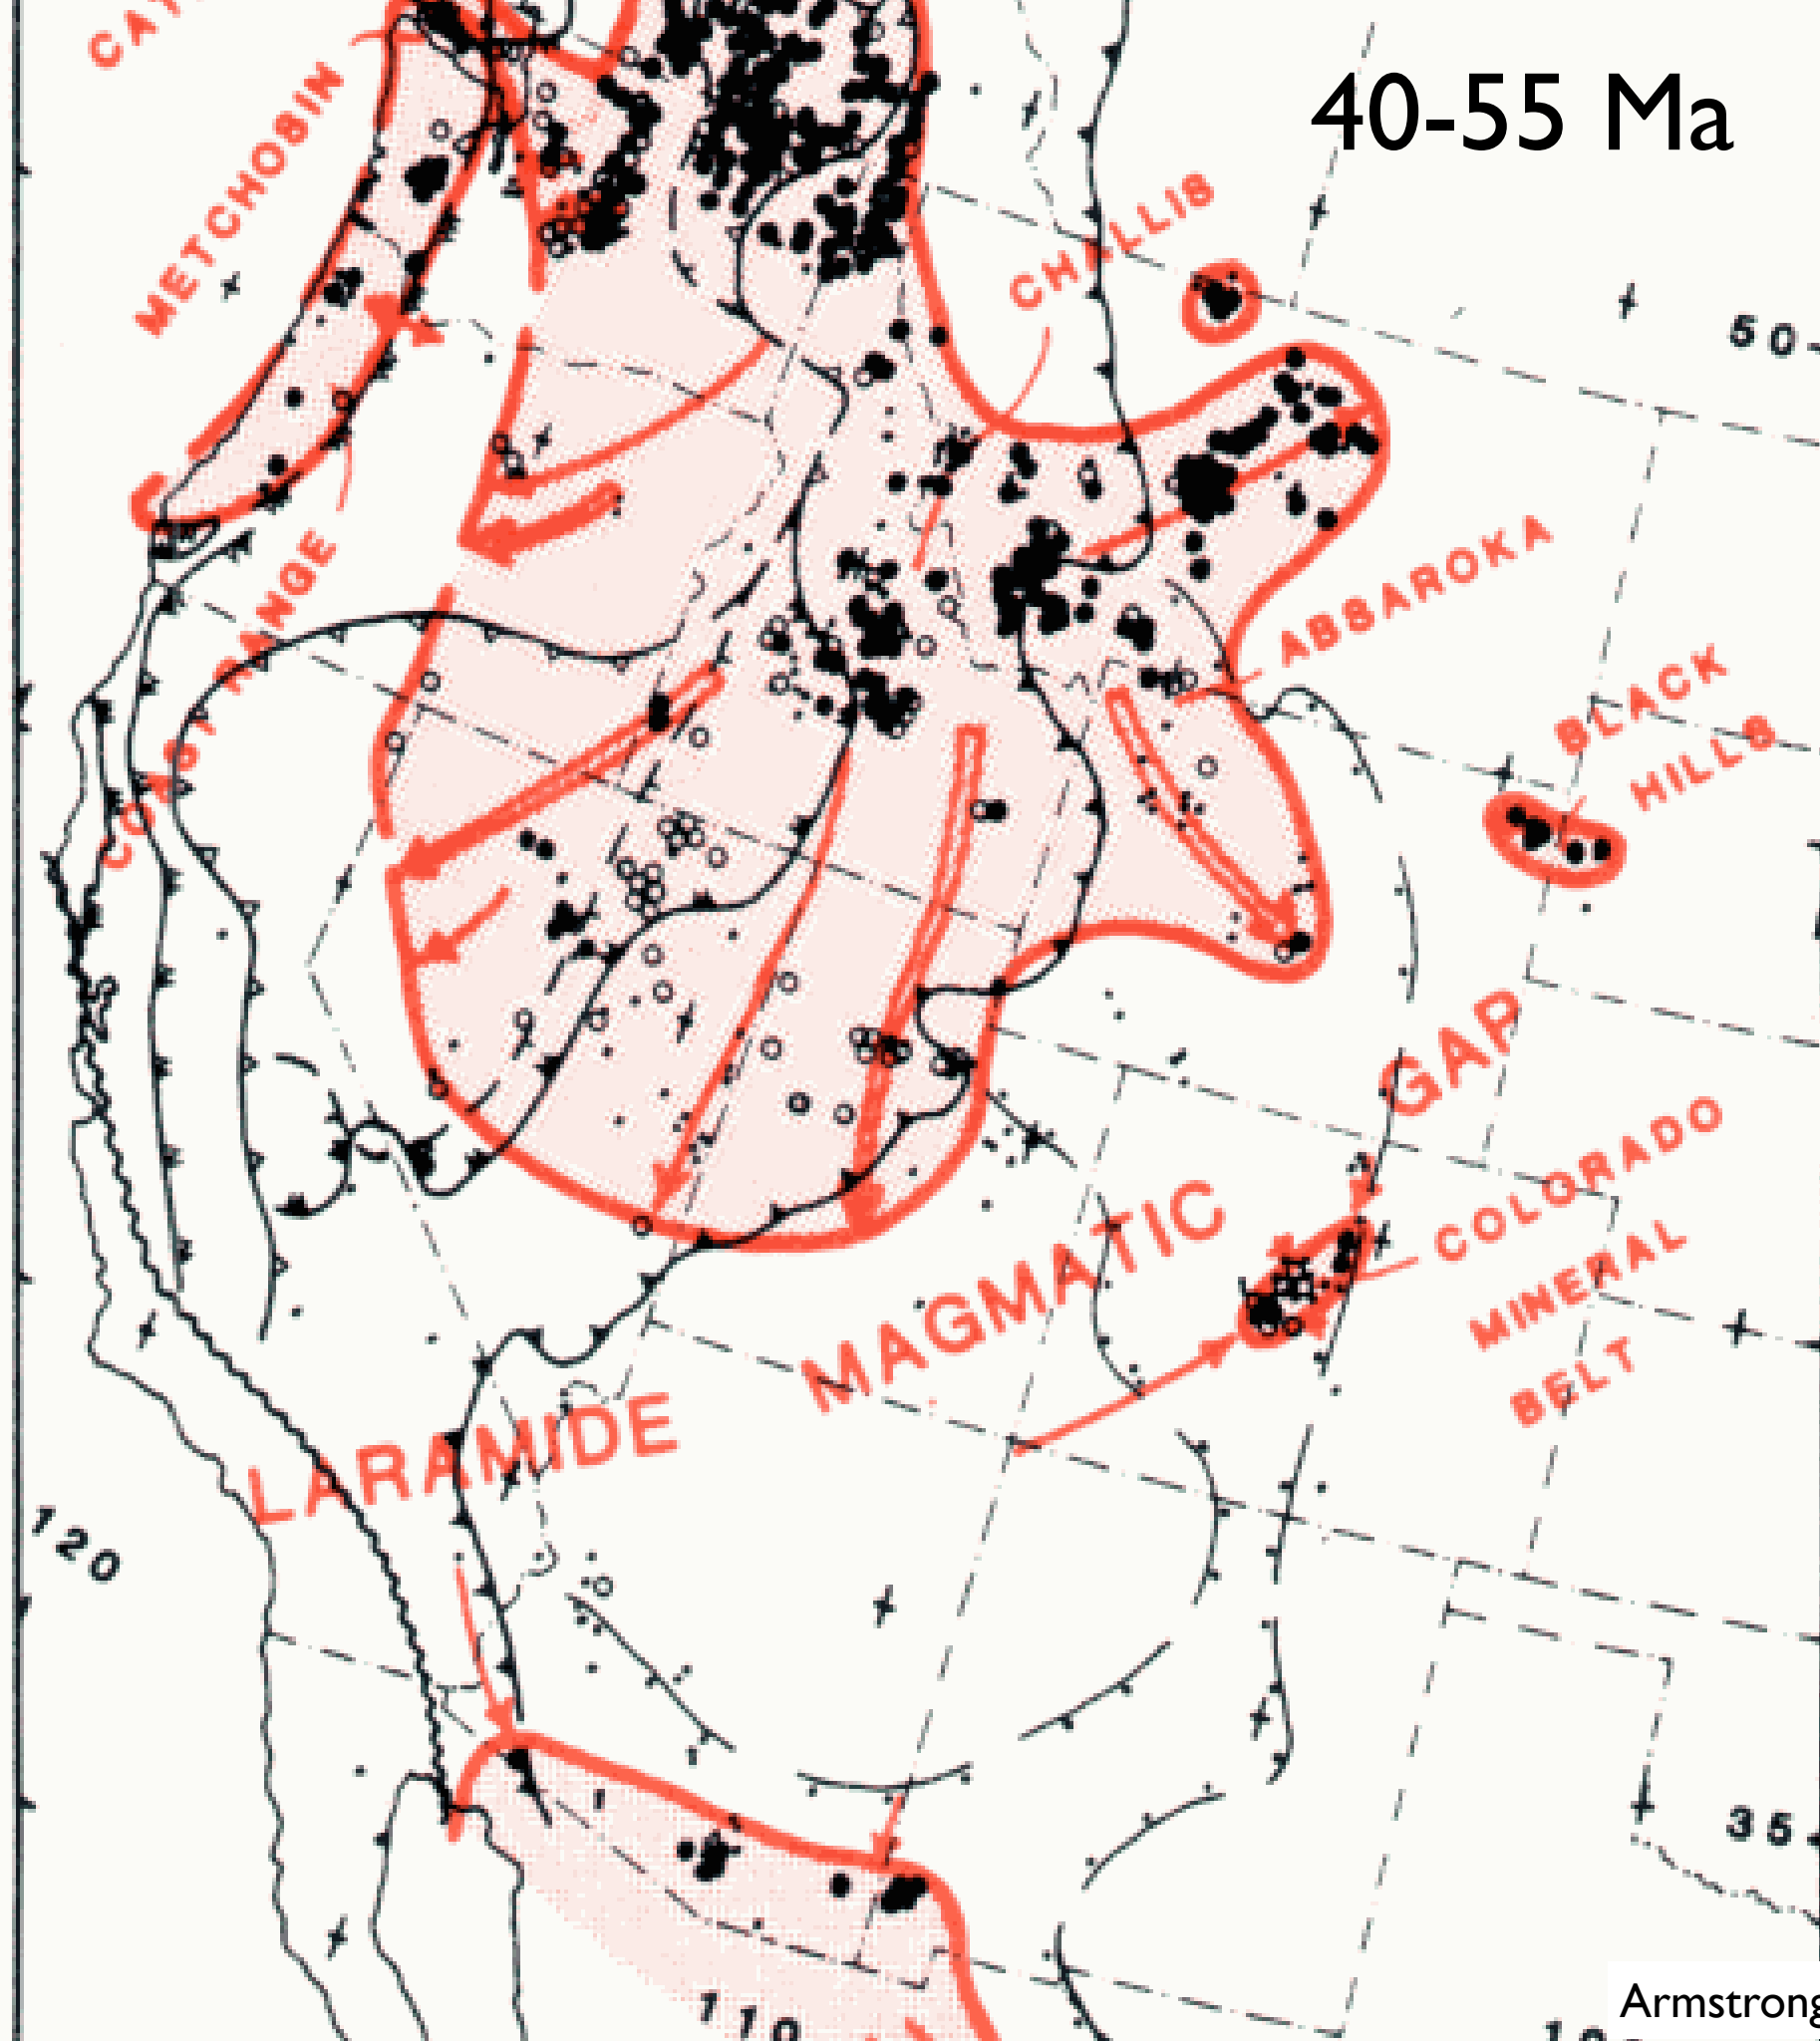 40-55 Ma
METCHOBIN
CHALLIS
50
COAST RANGE
ABSAROKA
BLACK
HILLS
GAP
COLORADO
MINERAL
BELT
MAGMATIC
LARAMIDE
120
35
110
Armstrong